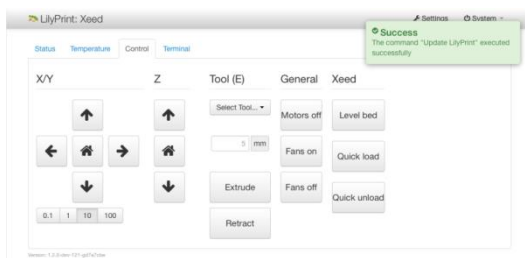 LilyPrint: Xeed
Settings
System
Success
The command "Update LilyPrint" executed
successfully
Status
Temperature
Control
Terminal
X/Y
Z
Tool (E)
General
Xeed
Select Tool...
Motors off
Level bed
5 mm
Fans on
Quick load
Extrude
Fans off
Quick unload
0.1 1 10 100
Retract